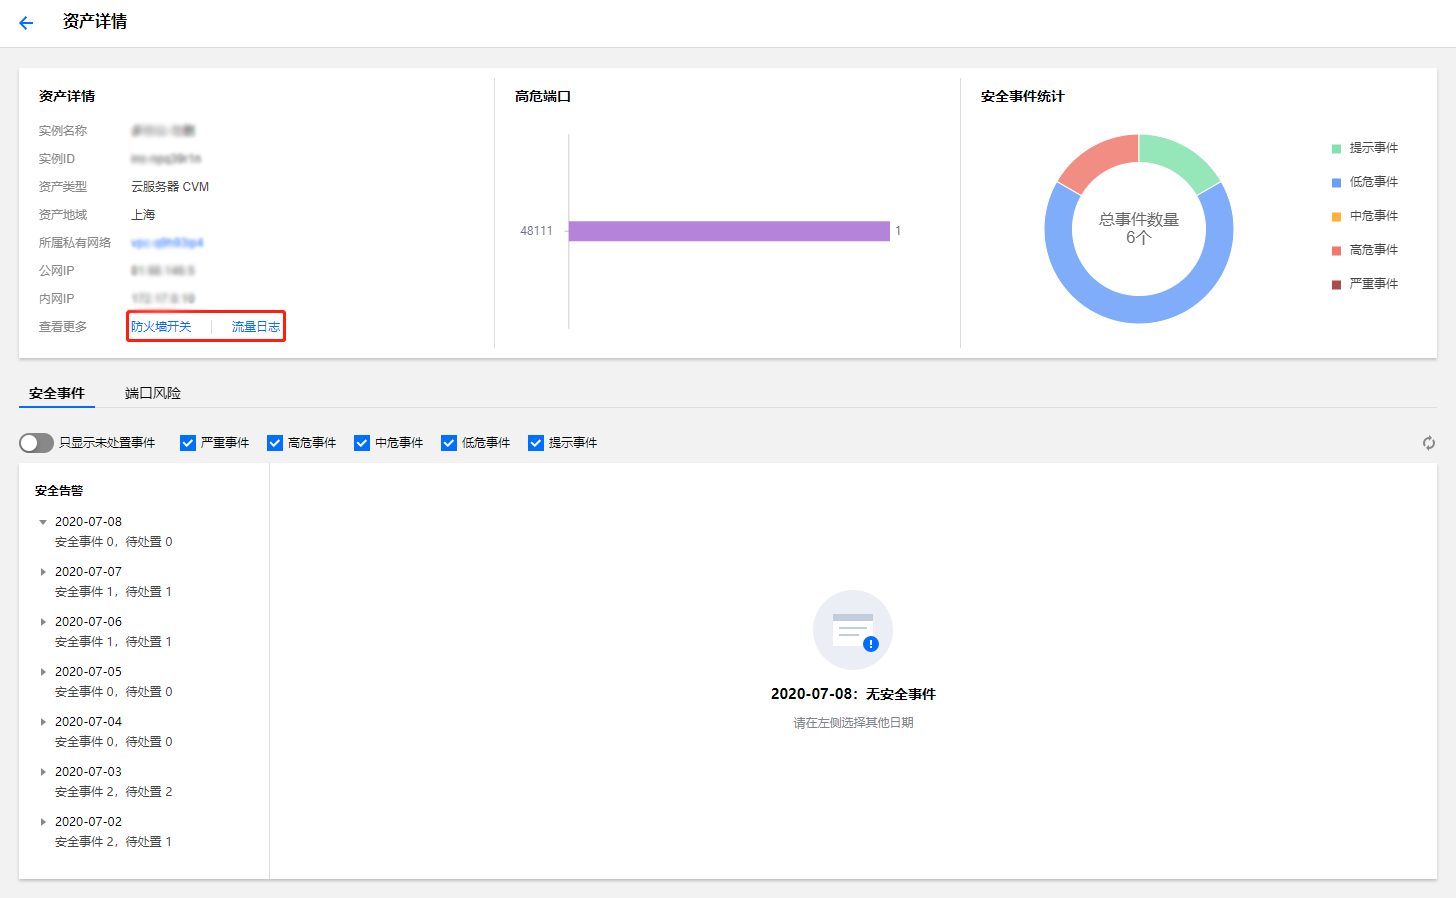 资产详情
资产详情
实例名称
实例ID
资产类型 云服务器 CVM
资产地域 上海
所属私有网络
公网IP
内网IP
查看更多 防火墙开关 流量日志
高危端口
48111 1
安全事件统计
总事件数量
6个
提示事件
低危事件
中危事件
高危事件
严重事件
安全事件 端口风险
只显示未处置事件 严重事件 高危事件 中危事件 低危事件 提示事件
安全告警
2020-07-08
安全事件 0，待处置 0
2020-07-07
安全事件 1，待处置 1
2020-07-06
安全事件 1，待处置 1
2020-07-05
安全事件 0，待处置 0
2020-07-04
安全事件 0，待处置 0
2020-07-03
安全事件 2，待处置 2
2020-07-02
安全事件 2，待处置 1
2020-07-08：无安全事件
请在左侧选择其他日期